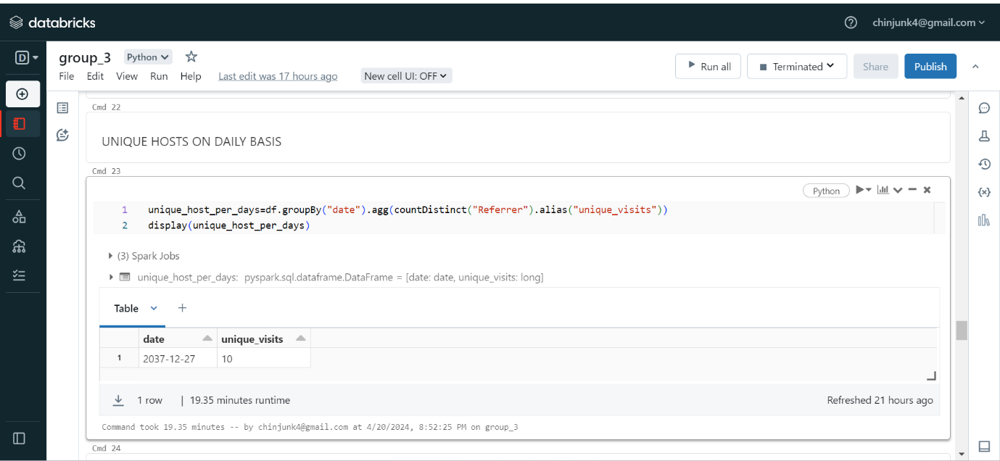 databricks
chinjunk4@gmail.com
D
group_3 Python
File Edit View Run Help Last edit was 17 hours ago New cell UI: OFF
Run all Terminated Share Publish
Cmd 22
UNIQUE HOSTS ON DAILY BASIS
Cmd 23
Python
1 unique_host_per_days=df.groupBy("date").agg(countDistinct("Referrer").alias("unique_visits"))
2 display(unique_host_per_days)
(3) Spark Jobs
unique_host_per_days: pyspark.sql.dataframe.DataFrame = [date: date, unique_visits: long]
Table
date unique_visits
1 2037-12-27 10
1 row | 19.35 minutes runtime Refreshed 21 hours ago
Command took 19.35 minutes -- by chinjunk4@gmail.com at 4/20/2024, 8:52:25 PM on group_3
Cmd 24